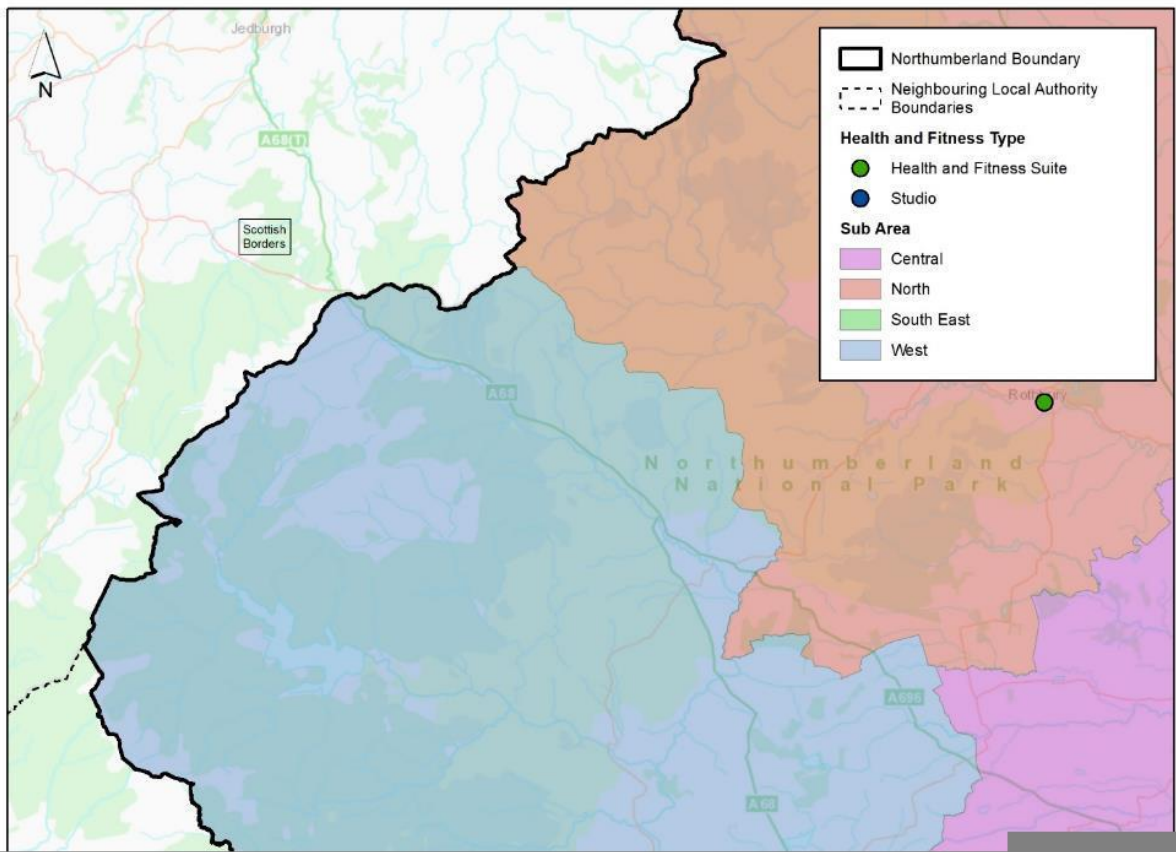 Jedburgh
N
A68(T)
Scottish
Borders
A68
Northumberland
National Park
Rothbury
A696
A68
Northumberland Boundary
Neighbouring Local Authority
Boundaries
Health and Fitness Type
Health and Fitness Suite
Studio
Sub Area
Central
North
South East
West